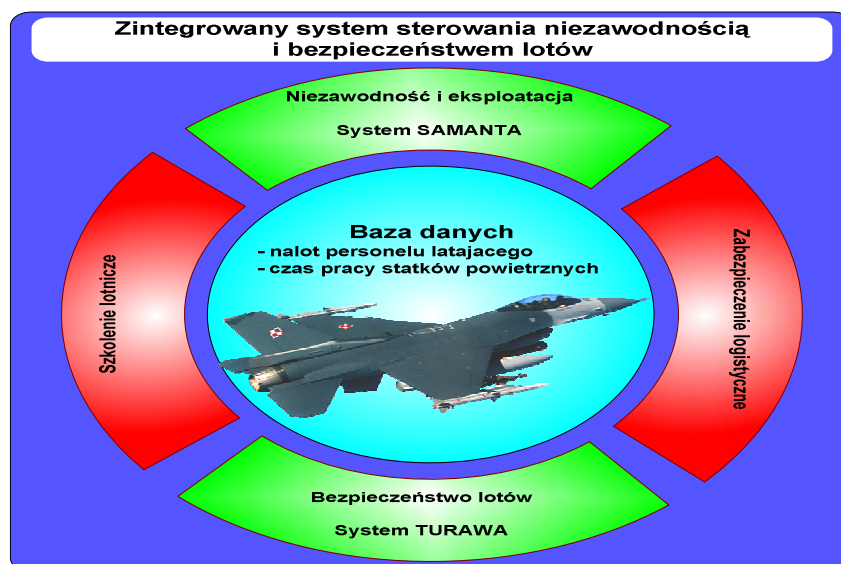 Zintegrowany system sterowania niezawodnością
i bezpieczeństwem lotów
Niezawodność i eksploatacja
System SAMANTA
Szkolenie lotnicze
Baza danych
- nalot personelu latajacego
- czas pracy statków powietrznych
Zabezpieczenie logistyczne
Bezpieczeństwo lotów
System TURAWA